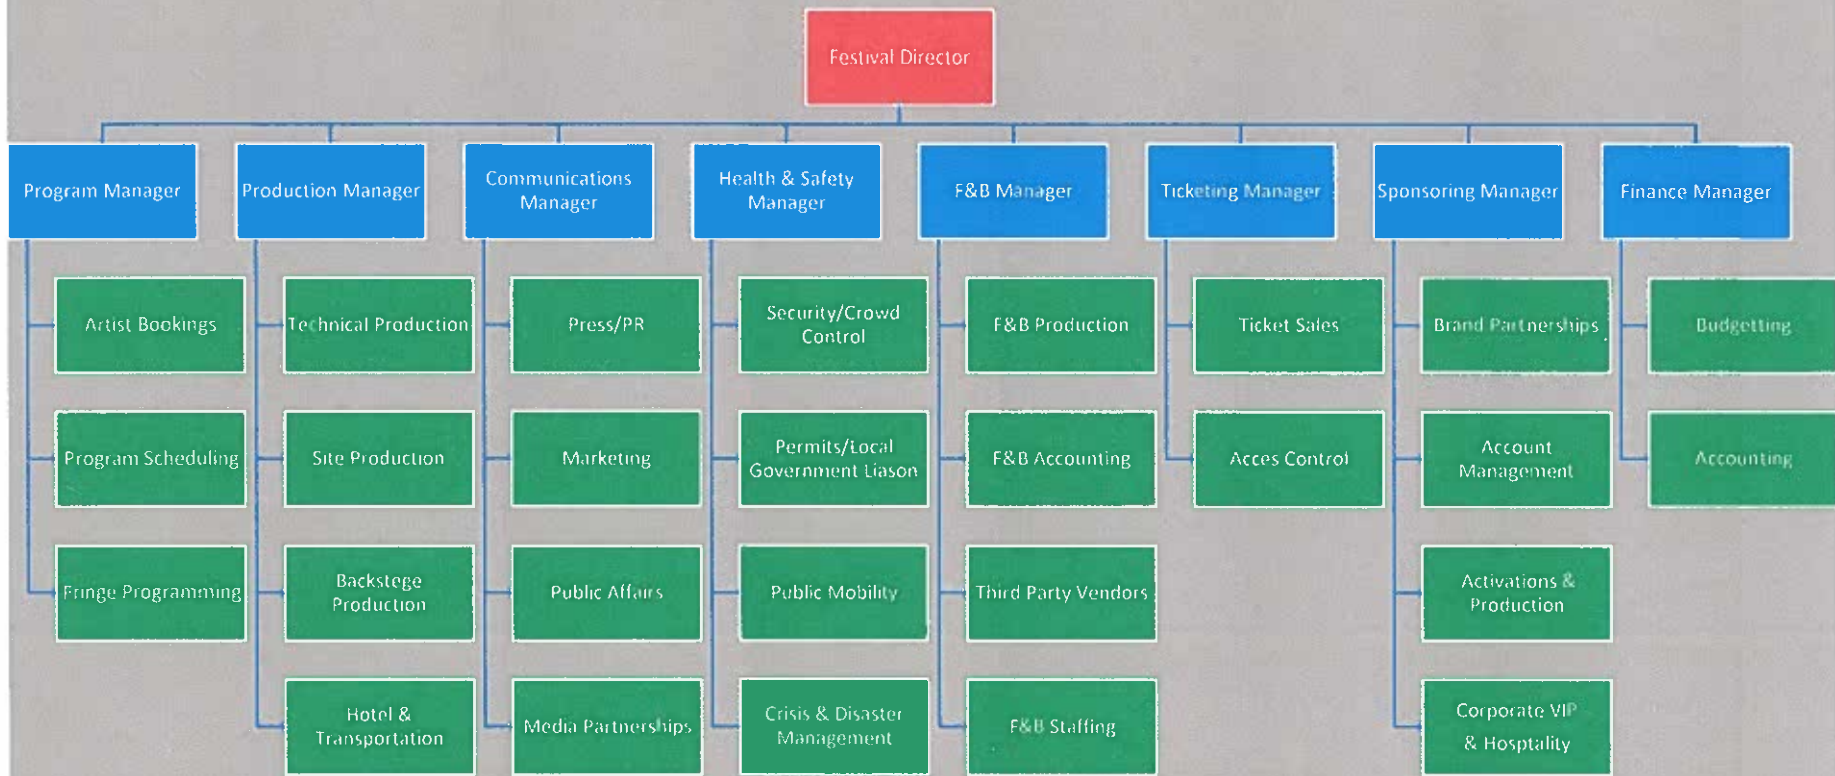 Festival Director
Program Manager
Production Manager
Communications
Manager
Health & Safety
Manager
F&B Manager
Ticketing Manager
Sponsoring Manager
Finance Manager
Artist Bookings
Technical Production
Press/PR
Security/Crowd
Control
F&B Production
Ticket Sales
Brand Partnerships
Budgetting
Program Scheduling
Site Production
Marketing
Permits/Local
Government Liason
F&B Accounting
Acces Control
Account
Management
Accounting
Fringe Programming
Backstege
Production
Public Affairs
Public Mobility
Third Party Vendors
Activations &
Production
Hotel &
Transportation
Media Partnerships
Crisis & Disaster
Management
F&B Staffing
Corporate VIP
& Hosptality